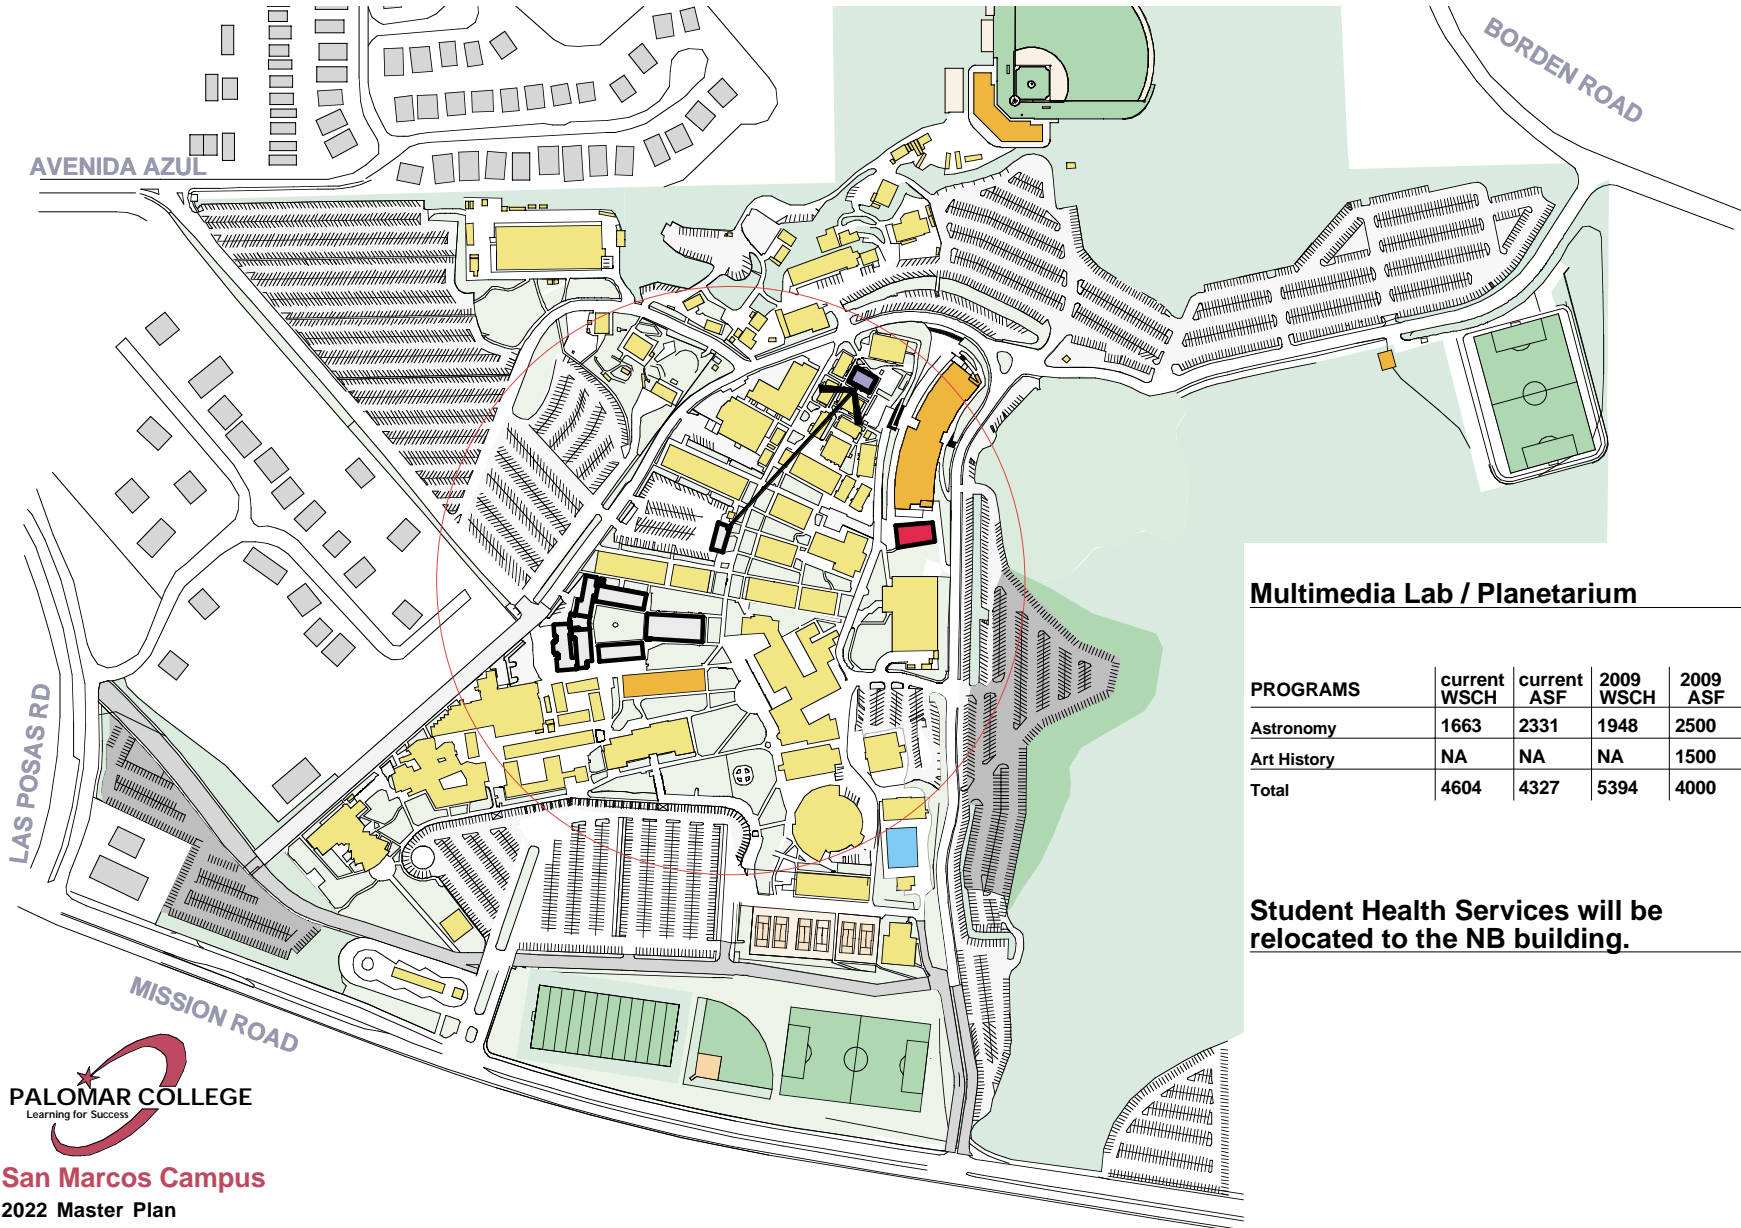 BORDEN ROAD
AVENIDA AZUL
LAS POSAS RD
MISSION ROAD
Multimedia Lab / Planetarium
PROGRAMS current WSCH current ASF 2009 WSCH 2009 ASF
Astronomy 1663 2331 1948 2500
Art History NA NA NA 1500
Total 4604 4327 5394 4000
Student Health Services will be
relocated to the NB building.
PALOMAR COLLEGE
Learning for Success
San Marcos Campus
2022 Master Plan